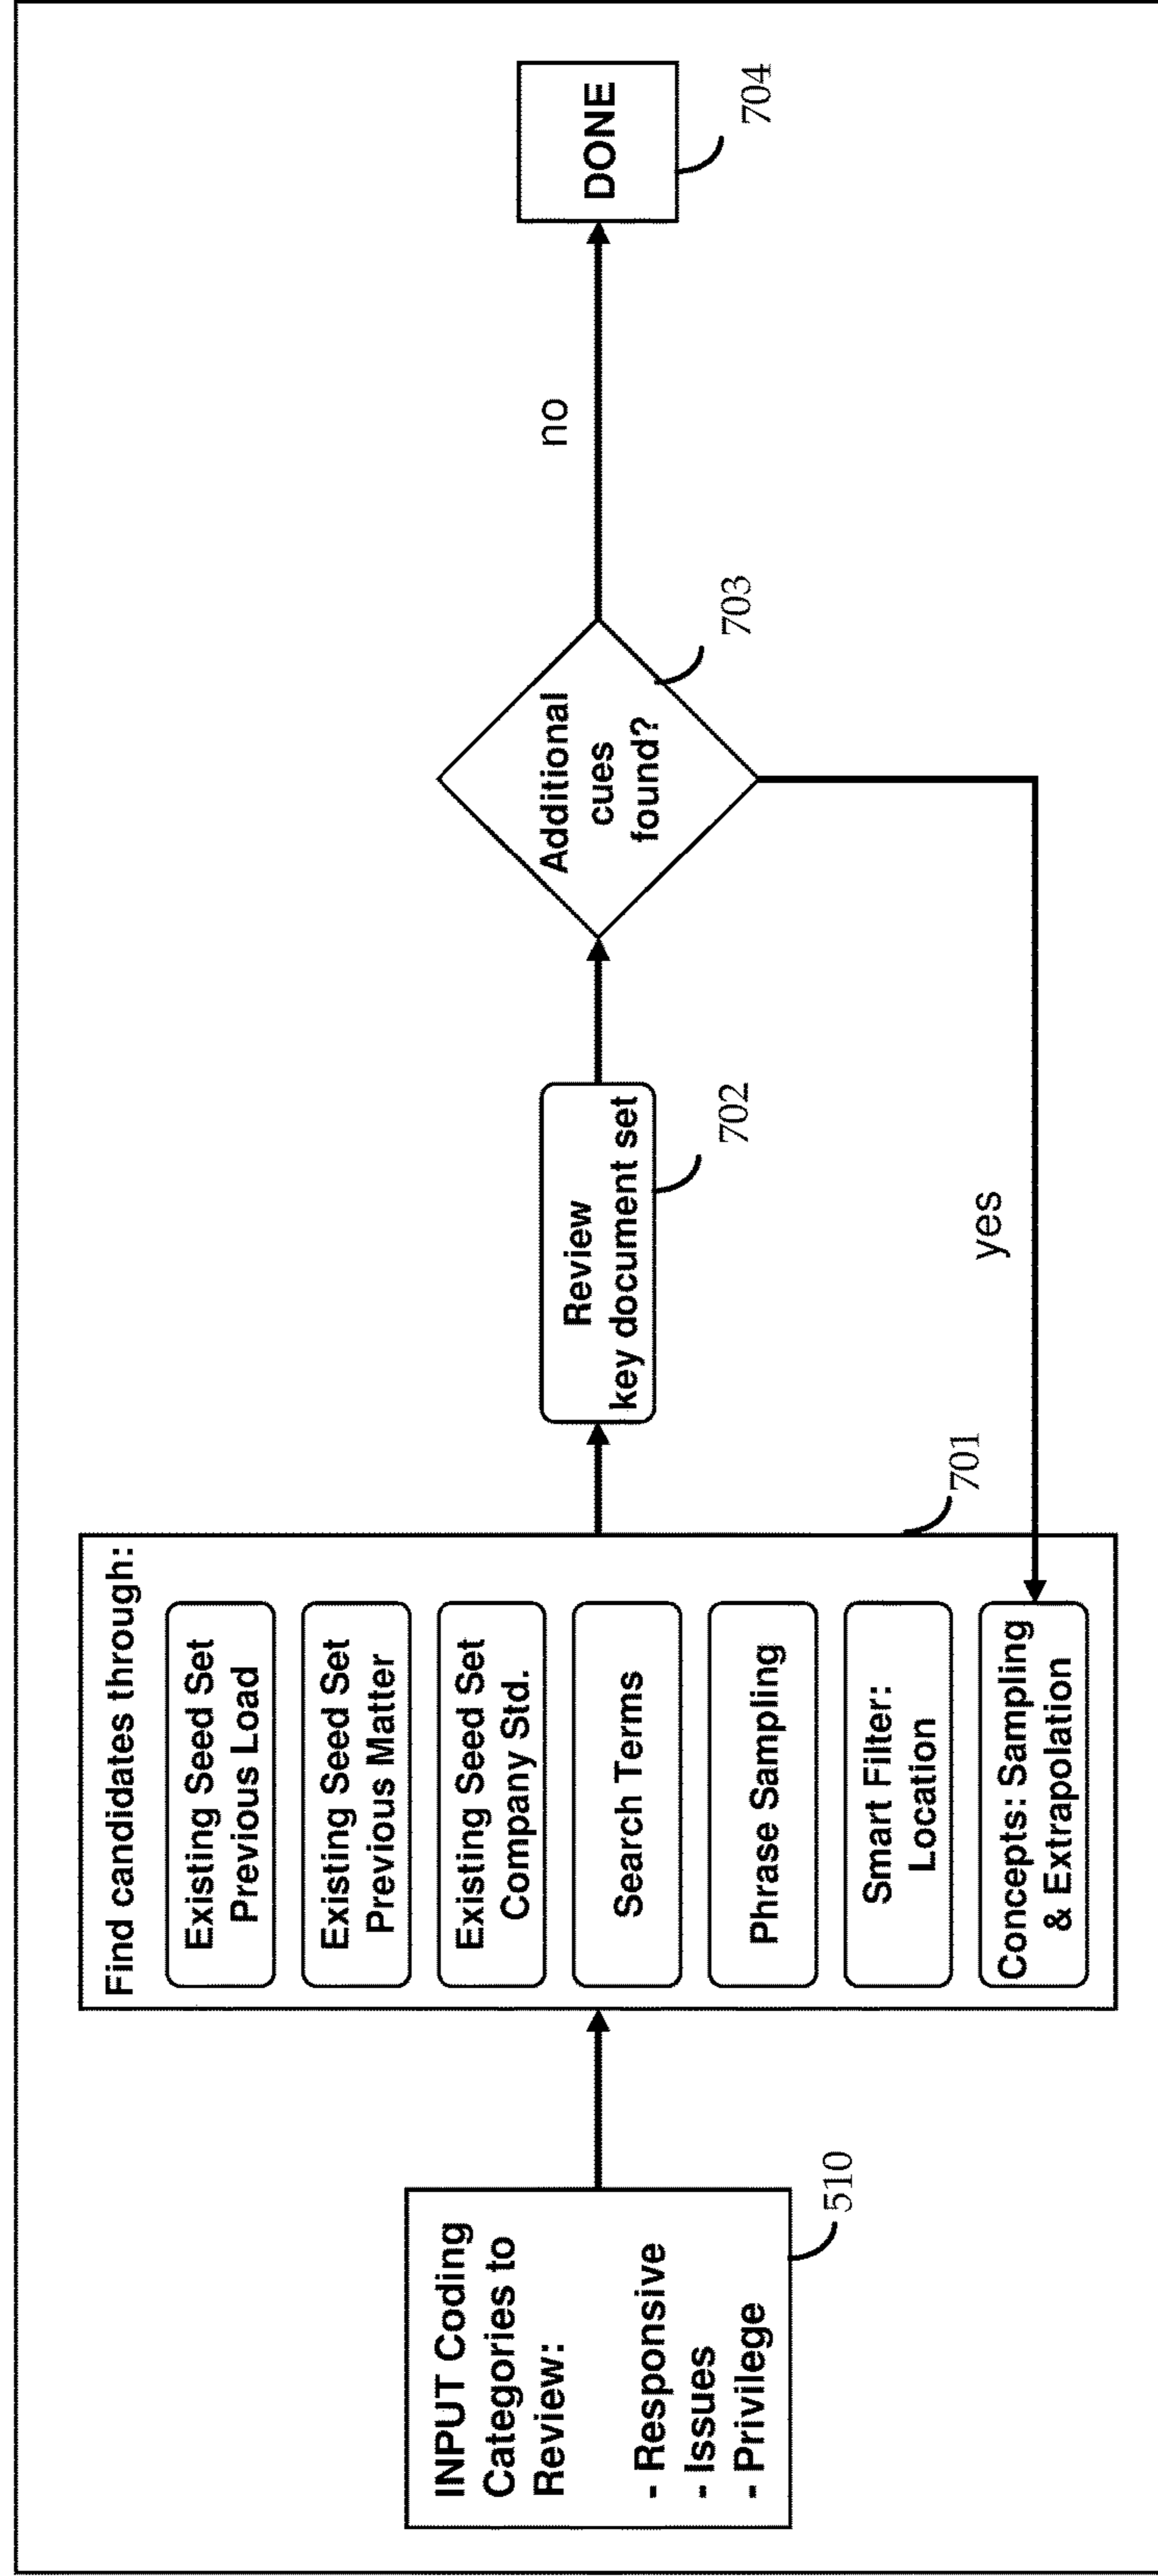 INPUT Coding
Categories to
Review:
- Responsive
- Issues
- Privilege
510
Find candidates through:
Existing Seed Set
Previous Load
Existing Seed Set
Previous Matter
Existing Seed Set
Company Std.
Search Terms
Phrase Sampling
Smart Filter:
Location
Concepts: Sampling
& Extrapolation
701
Review
key document set
702
Additional
cues
found?
703
yes
no
DONE
704